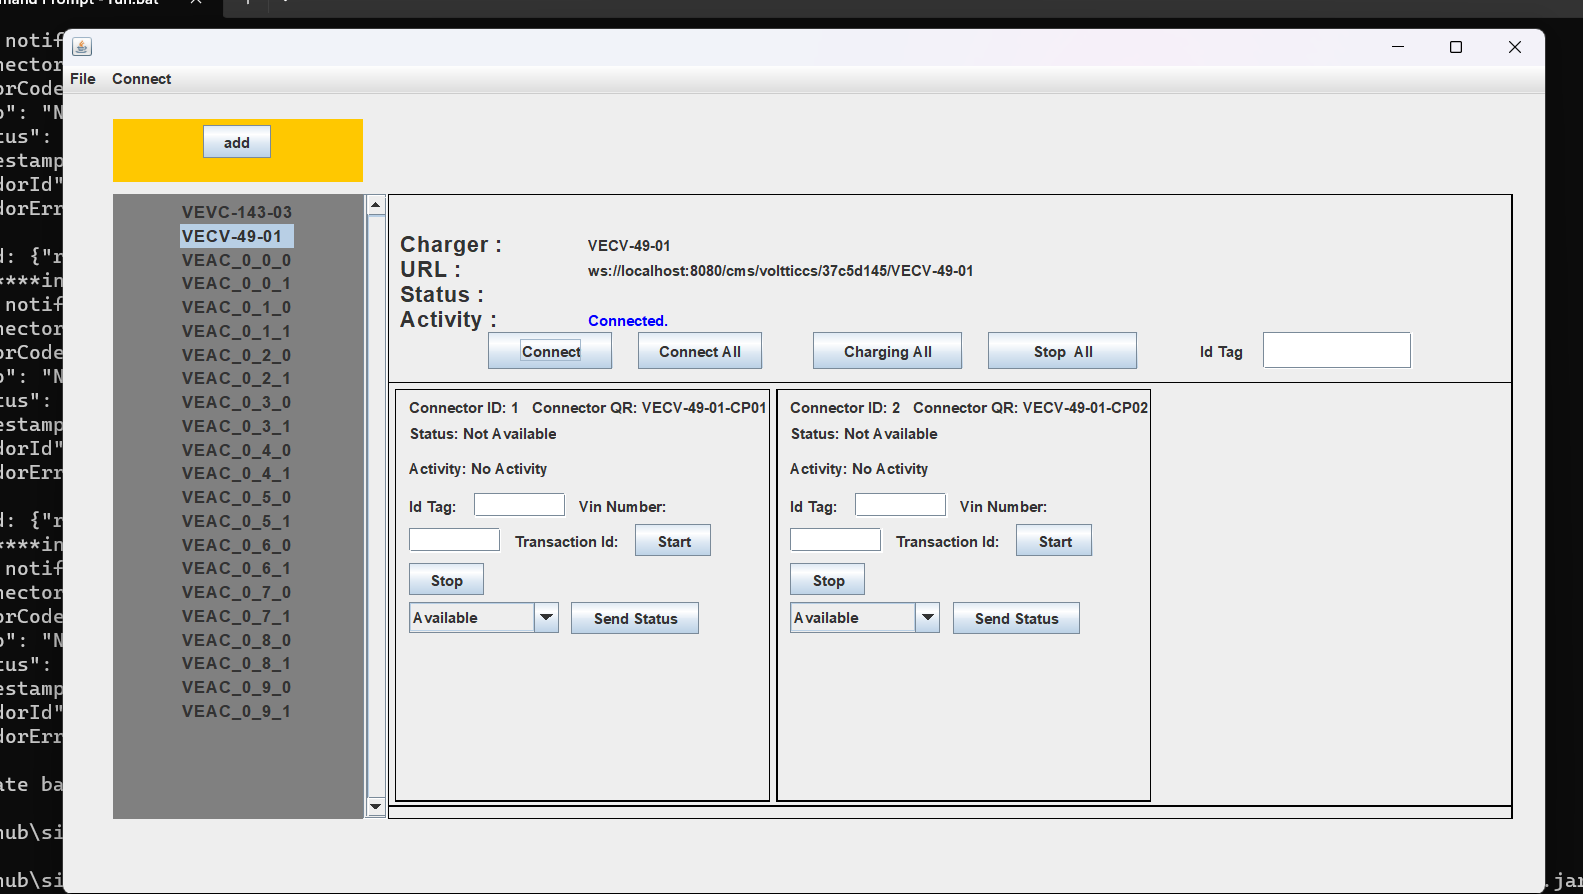 mand Prompt - run.bat
File Connect
add
VEVC-143-03
VECV-49-01
VEAC_0_0_0
VEAC_0_0_1
VEAC_0_1_0
VEAC_0_1_1
VEAC_0_2_0
VEAC_0_2_1
VEAC_0_3_0
VEAC_0_3_1
VEAC_0_4_0
VEAC_0_4_1
VEAC_0_5_0
VEAC_0_5_1
VEAC_0_6_0
VEAC_0_6_1
VEAC_0_7_0
VEAC_0_7_1
VEAC_0_8_0
VEAC_0_8_1
VEAC_0_9_0
VEAC_0_9_1
Charger : VECV-49-01
URL : ws://localhost:8080/cms/voltticcs/37c5d145/VECV-49-01
Status :
Activity : Connected.
Connect Connect All Charging All Stop All Id Tag
Connector ID: 1 Connector QR: VECV-49-01-CP01
Status: Not Available
Activity: No Activity
Id Tag: Vin Number:
Transaction Id: Start
Stop
Available Send Status
Connector ID: 2 Connector QR: VECV-49-01-CP02
Status: Not Available
Activity: No Activity
Id Tag: Vin Number:
Transaction Id: Start
Stop
Available Send Status
notif
nector
orCode
o": "N
tus":
estamp
dorId"
dorErr
d: {"r
****in
notif
nector
orCode
o": "N
tus":
estamp
dorId"
dorErr
d: {"r
****in
notif
nector
orCode
o": "N
tus":
estamp
dorId"
dorErr
ate ba
hub\si
hub\si
.jar